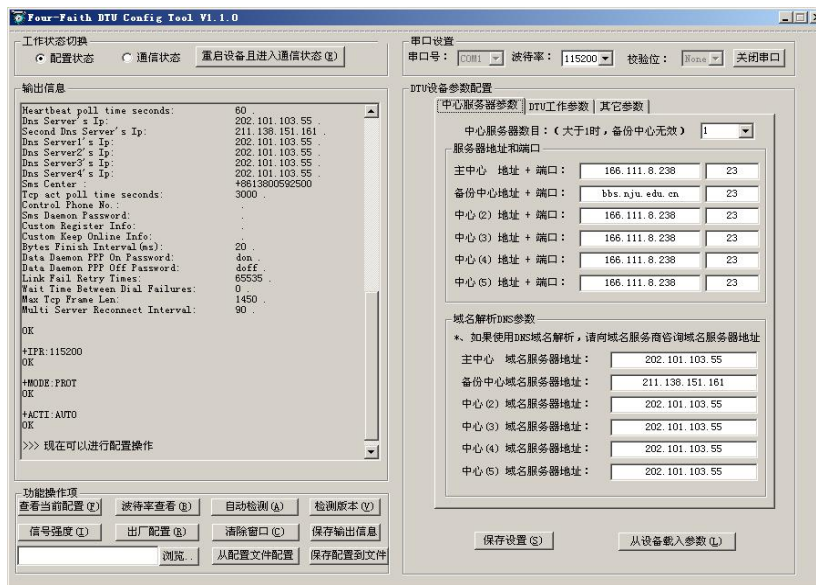 Four-Faith DTU Config Tool V1.1.0
工作状态切换
配置状态 通信状态 重启设备且进入通信状态(E)
串口设置
串口号： COM1 波特率： 115200 校验位： None 关闭串口
输出信息
Heartbeat poll time seconds: 60 .
Dns Server's Ip: 202.101.103.55 .
Second Dns Server's Ip: 211.138.151.161 .
Dns Server1's Ip: 202.101.103.55 .
Dns Server2's Ip: 202.101.103.55 .
Dns Server3's Ip: 202.101.103.55 .
Dns Server4's Ip: 202.101.103.55 .
Sms Center : +8613800592500
Tcp act poll time seconds: 3000 .
Control Phone No.: .
Sms Daemon Password: .
Custom Register Info: .
Custom Keep Online Info: .
Bytes Finish Interval(ms): 20 .
Data Daemon PPP On Password: don .
Data Daemon PPP Off Password: doff .
Link Fail Retry Times: 65535 .
Wait Time Between Dial Failures: 0 .
Max Tcp Frame Len: 1450 .
Multi Server Reconnect Interval: 90 .
OK
+IPR:115200
OK
+MODE:PROT
OK
+ACTI:AUTO
OK
>>> 现在可以进行配置操作
功能操作项
查看当前配置(F) 波特率查看(B) 自动检测(A) 检测版本(V)
信号强度(I) 出厂配置(R) 清除窗口(C) 保存输出信息
浏览.. 从配置文件配置 保存配置到文件
DTU设备参数配置
中心服务器参数 DTU工作参数 其它参数
中心服务器数目：（大于1时，备份中心无效） 1
服务器地址和端口
主中心 地址 + 端口： 166.111.8.238 23
备份中心地址 + 端口： bbs.nju.edu.cn 23
中心(2) 地址 + 端口： 166.111.8.238 23
中心(3) 地址 + 端口： 166.111.8.238 23
中心(4) 地址 + 端口： 166.111.8.238 23
中心(5) 地址 + 端口： 166.111.8.238 23
域名解析DNS参数
*、如果使用DNS域名解析，请向域名服务商咨询域名服务器地址
主中心 域名服务器地址： 202.101.103.55
备份中心域名服务器地址： 211.138.151.161
中心(2) 域名服务器地址： 202.101.103.55
中心(3) 域名服务器地址： 202.101.103.55
中心(4) 域名服务器地址： 202.101.103.55
中心(5) 域名服务器地址： 202.101.103.55
保存设置(S) 从设备载入参数(L)